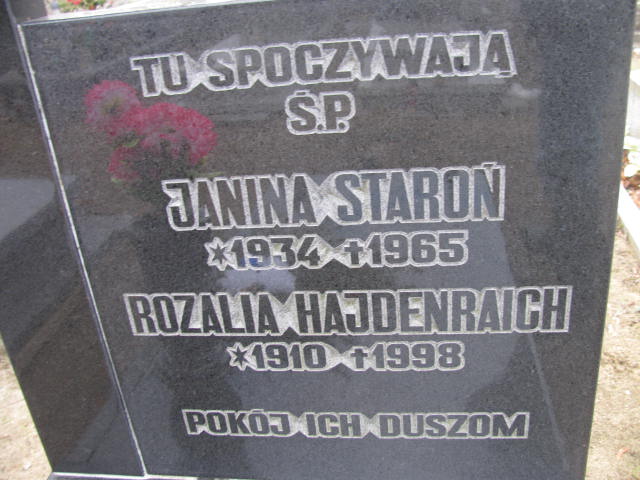 TU SPOCZYWAJĄ
Ś.P.
JANINA STAROŃ
*1934 †1965
ROZALIA HAJDENRAICH
*1910 †1998
POKÓJ ICH DUSZOM